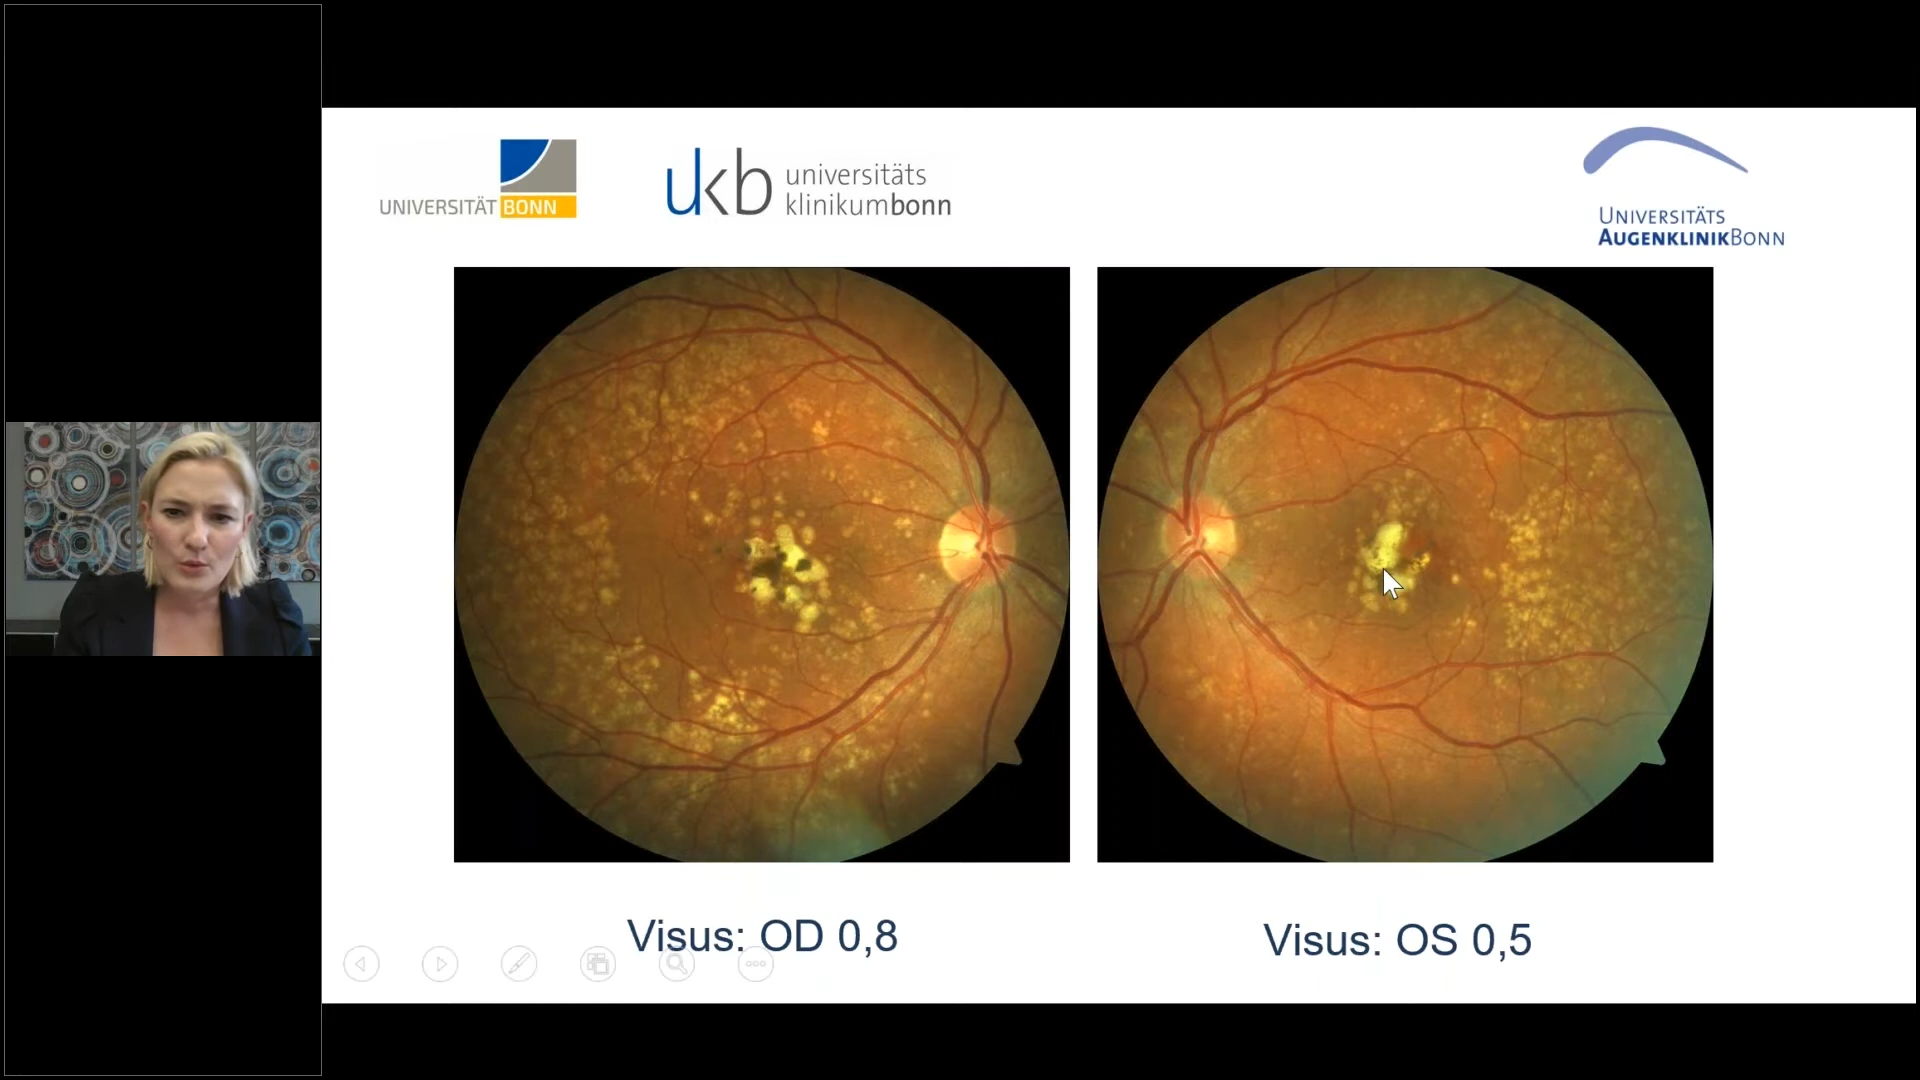 UNIVERSITÄT BONN
ukb universitäts
klinikumbonn
UNIVERSITÄTS
AUGENKLINIKBONN
Visus: OD 0,8
Visus: OS 0,5